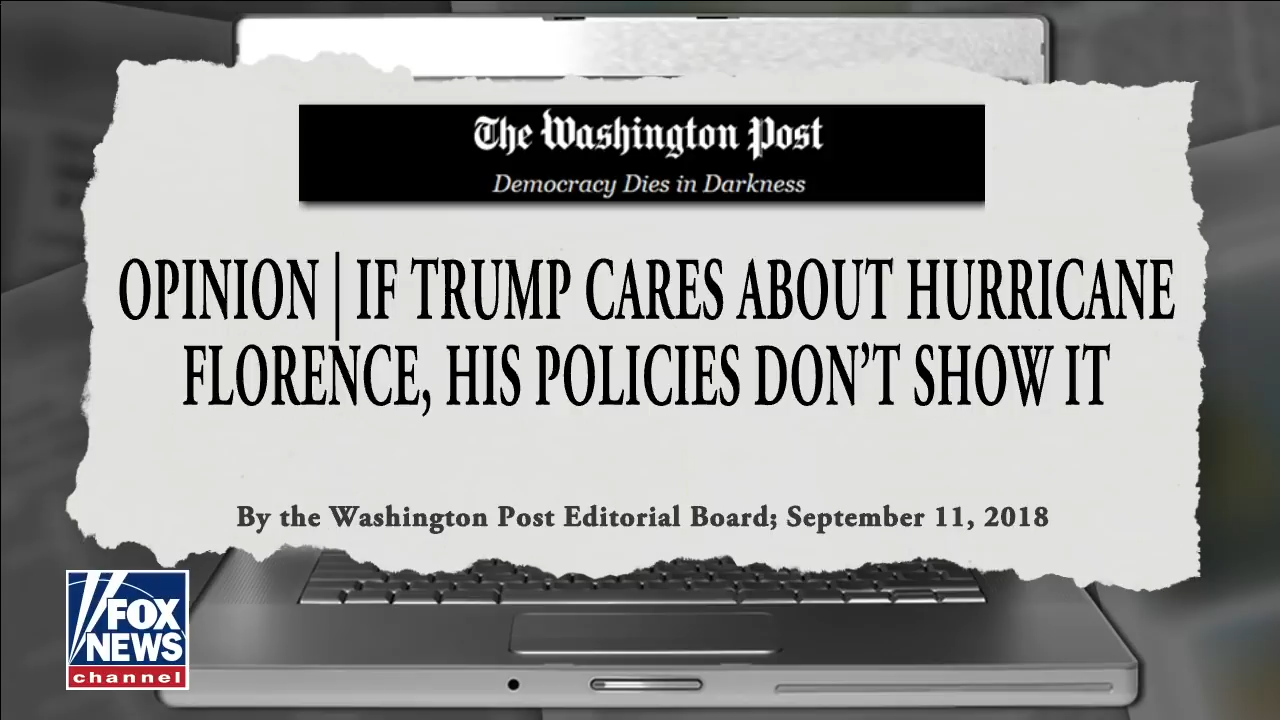 The Washington Post
Democracy Dies in Darkness
OPINION | IF TRUMP CARES ABOUT HURRICANE
FLORENCE, HIS POLICIES DON'T SHOW IT
By the Washington Post Editorial Board; September 11, 2018
FOX
NEWS
channel